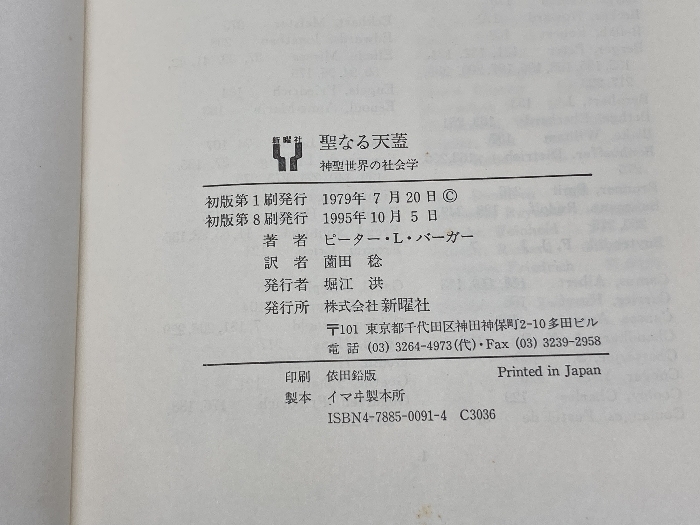 新曜社
聖なる天蓋
神聖世界の社会学
初版第1刷発行 1979年7月20日©
初版第8刷発行 1995年10月5日
著者 ピーター・L・バーガー
訳者 薗田 稔
発行者 堀江 洪
発行所 株式会社新曜社
〒101 東京都千代田区神田神保町2-10多田ビル
電話 (03) 3264-4973(代)・Fax (03) 3239-2958
印刷 依田鉛版 Printed in Japan
製本 イマヰ製本所
ISBN4-7885-0091-4 C3036